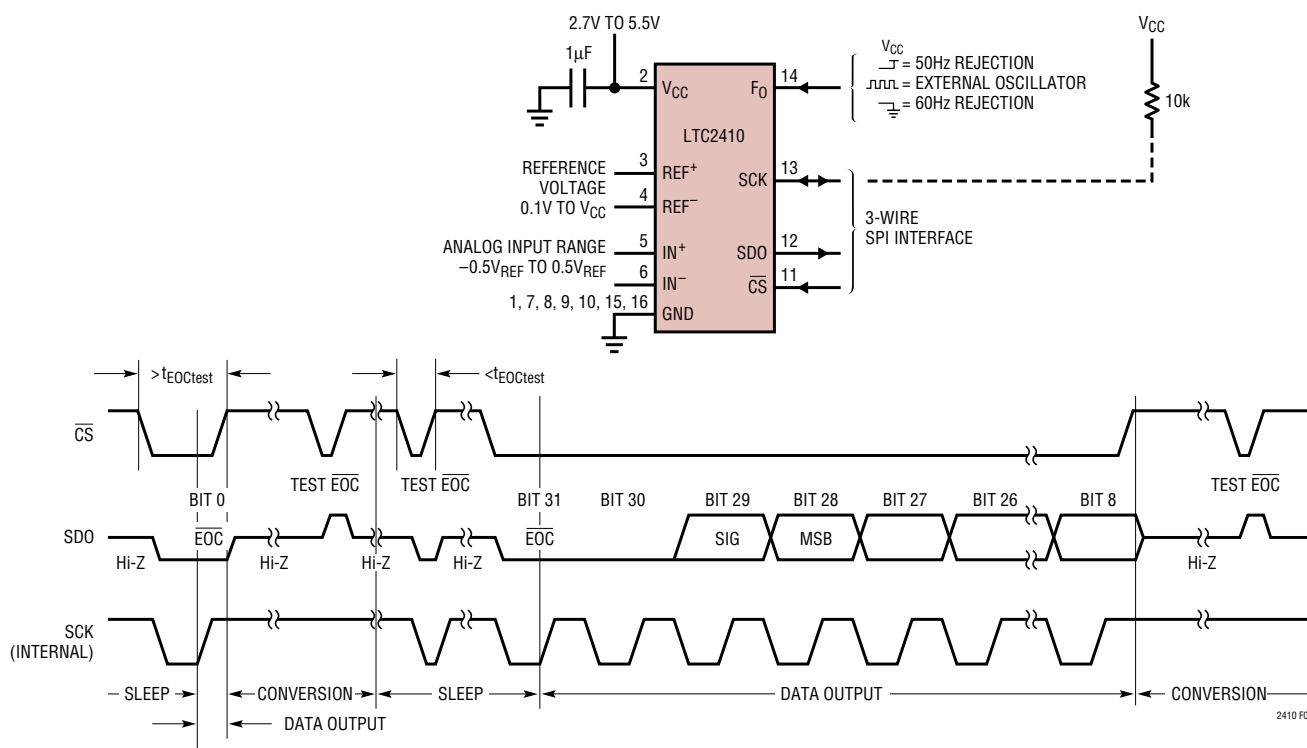 2.7V TO 5.5V
1µF
VCC
2
VCC
FO
14
LTC2410
VCC
= 50Hz REJECTION
= EXTERNAL OSCILLATOR
= 60Hz REJECTION
10k
REFERENCE
VOLTAGE
0.1V TO VCC
3
REF+
4
REF–
SCK
13
ANALOG INPUT RANGE
–0.5VREF TO 0.5VREF
5
IN+
6
IN–
SDO
12
CS
11
3-WIRE
SPI INTERFACE
1, 7, 8, 9, 10, 15, 16
GND
>tEOCtest
<tEOCtest
CS
TEST EOC
TEST EOC
TEST EOC
BIT 0
BIT 31
BIT 30
BIT 29
BIT 28
BIT 27
BIT 26
BIT 8
SDO
EOC
EOC
SIG
MSB
Hi-Z
Hi-Z
Hi-Z
Hi-Z
Hi-Z
SCK
(INTERNAL)
SLEEP
CONVERSION
SLEEP
DATA OUTPUT
CONVERSION
DATA OUTPUT
2410 F0